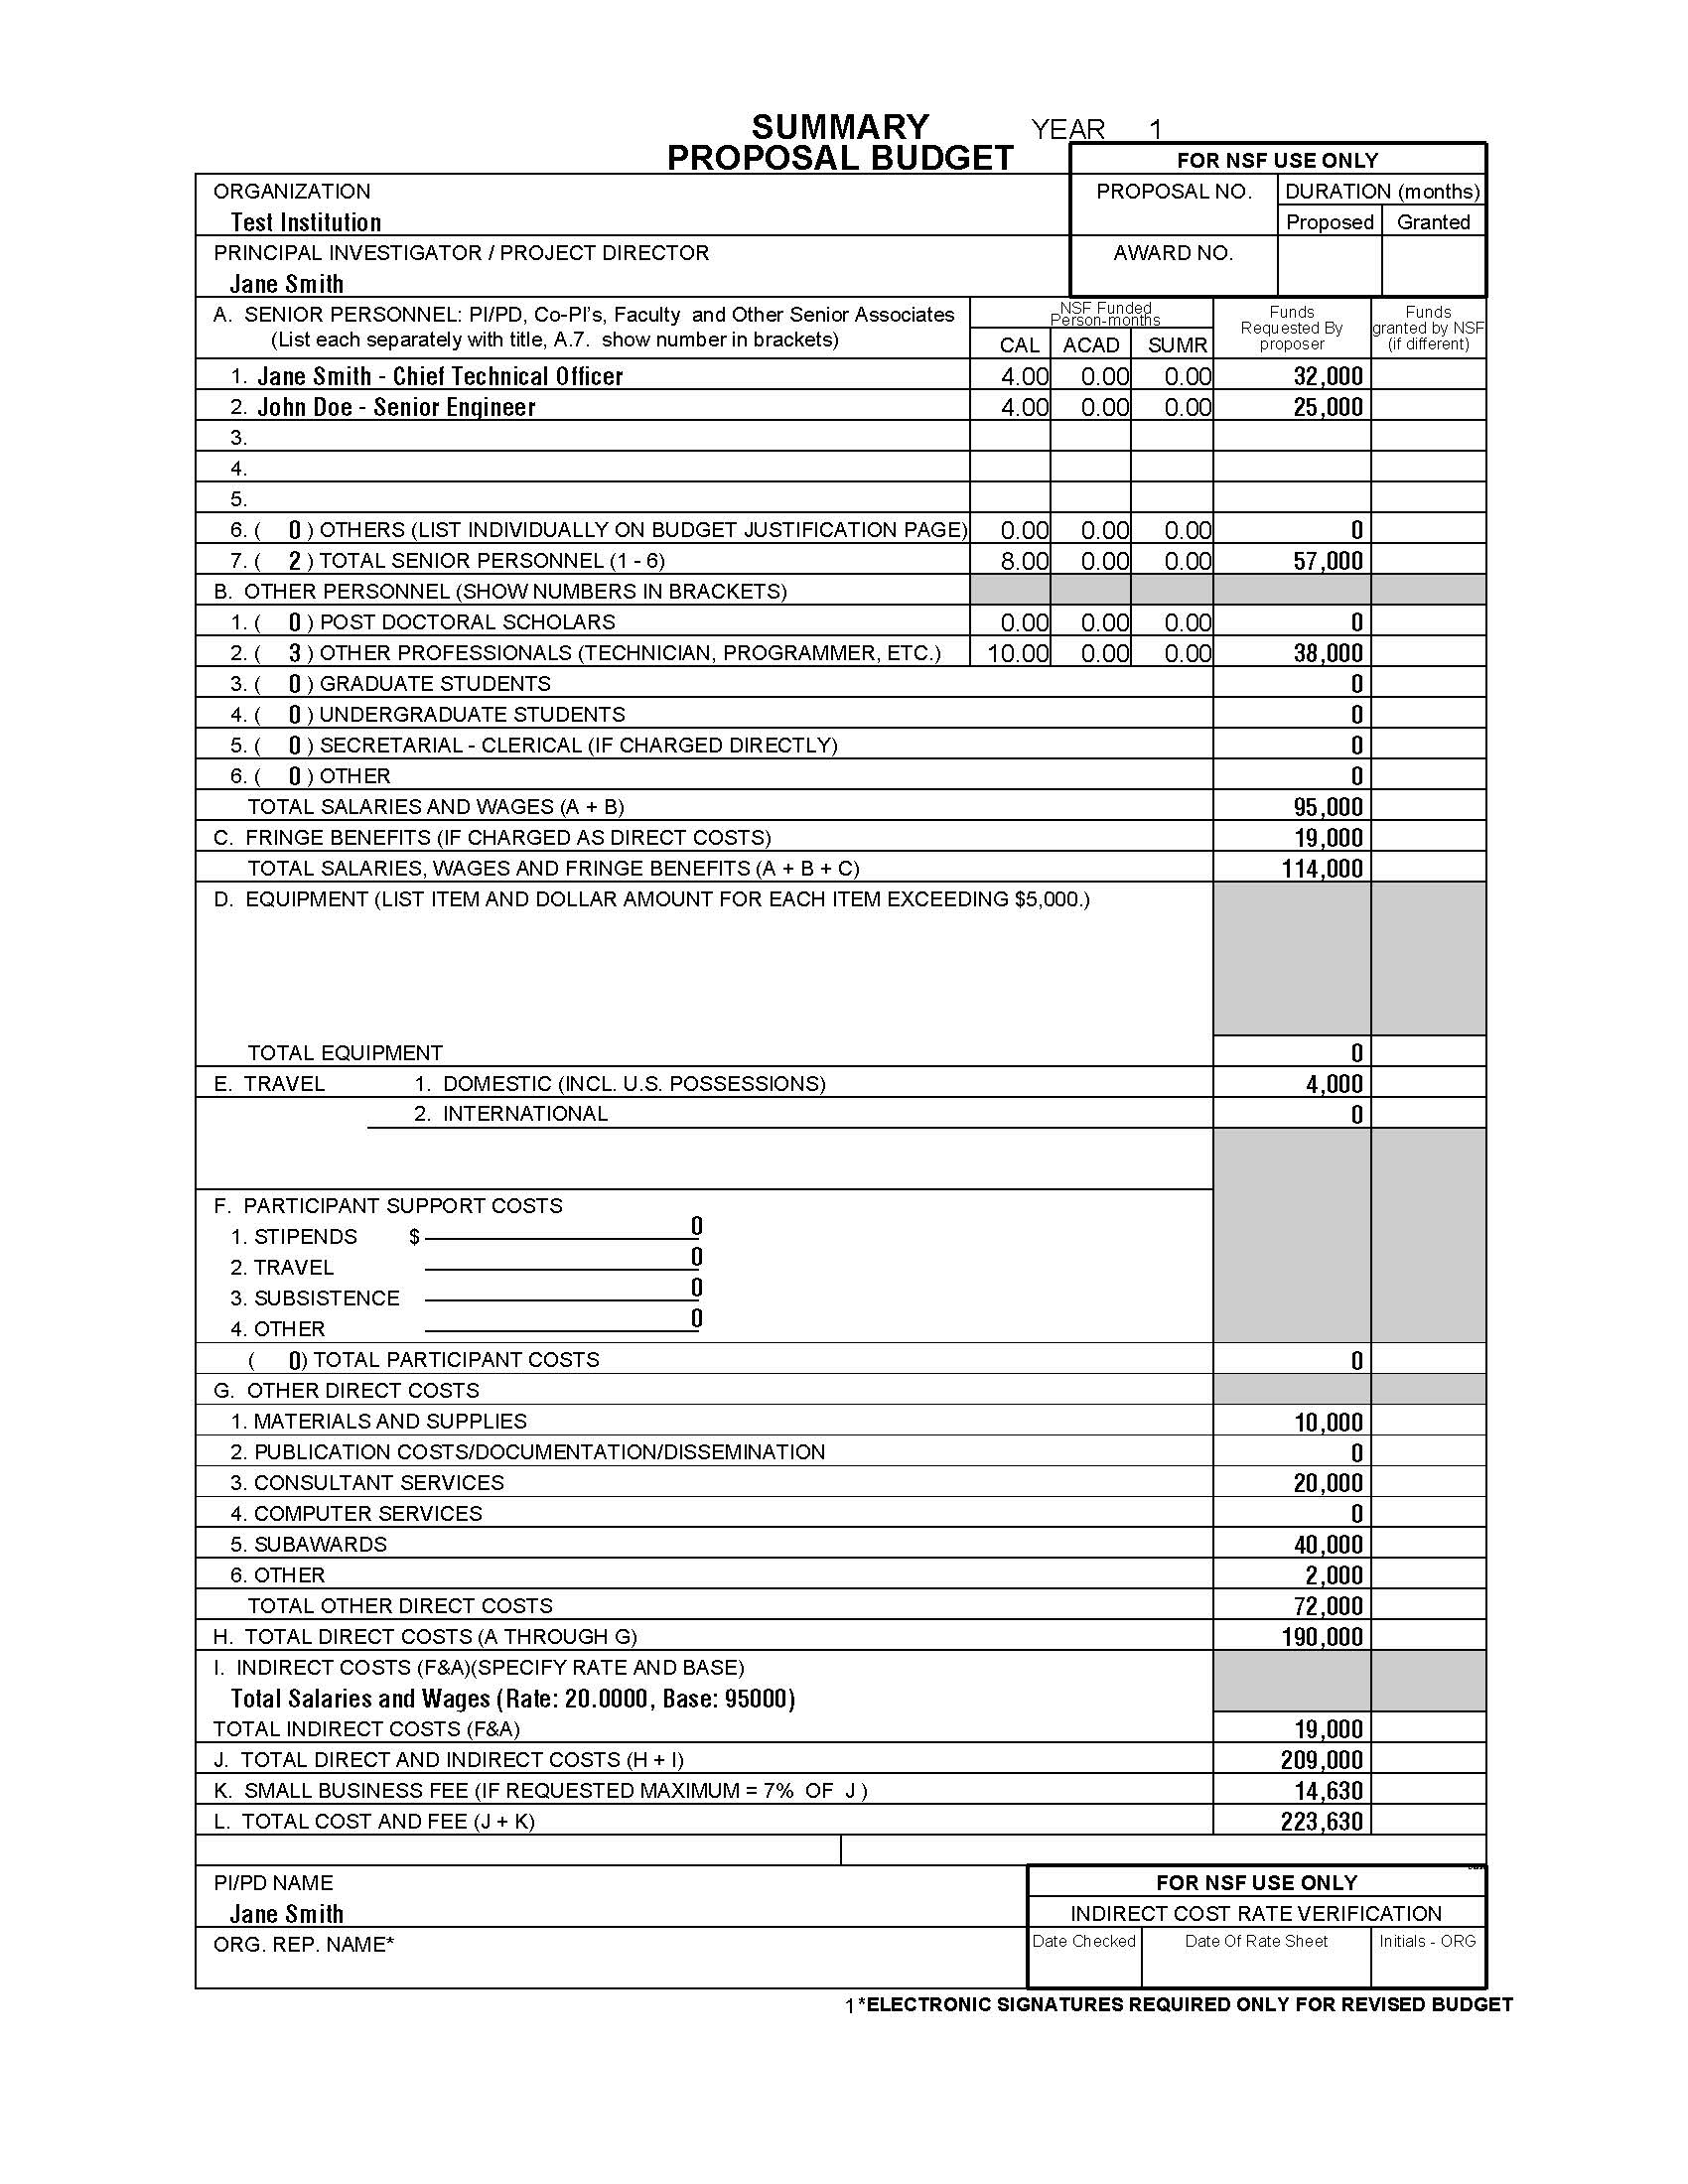 SUMMARY YEAR 1
PROPOSAL BUDGET
FOR NSF USE ONLY
ORGANIZATION PROPOSAL NO. DURATION (months)
Test Institution Proposed Granted
PRINCIPAL INVESTIGATOR / PROJECT DIRECTOR AWARD NO.
Jane Smith
A. SENIOR PERSONNEL: PI/PD, Co-PI's, Faculty and Other Senior Associates
(List each separately with title, A.7. show number in brackets)
NSF Funded
Person-months
CAL ACAD SUMR
Funds
Requested By
proposer
Funds
granted by NSF
(if different)
1. Jane Smith - Chief Technical Officer 4.00 0.00 0.00 32,000
2. John Doe - Senior Engineer 4.00 0.00 0.00 25,000
3.
4.
5.
6. ( 0 ) OTHERS (LIST INDIVIDUALLY ON BUDGET JUSTIFICATION PAGE) 0.00 0.00 0.00 0
7. ( 2 ) TOTAL SENIOR PERSONNEL (1 - 6) 8.00 0.00 0.00 57,000
B. OTHER PERSONNEL (SHOW NUMBERS IN BRACKETS)
1. ( 0 ) POST DOCTORAL SCHOLARS 0.00 0.00 0.00 0
2. ( 3 ) OTHER PROFESSIONALS (TECHNICIAN, PROGRAMMER, ETC.) 10.00 0.00 0.00 38,000
3. ( 0 ) GRADUATE STUDENTS 0
4. ( 0 ) UNDERGRADUATE STUDENTS 0
5. ( 0 ) SECRETARIAL - CLERICAL (IF CHARGED DIRECTLY) 0
6. ( 0 ) OTHER 0
TOTAL SALARIES AND WAGES (A + B) 95,000
C. FRINGE BENEFITS (IF CHARGED AS DIRECT COSTS) 19,000
TOTAL SALARIES, WAGES AND FRINGE BENEFITS (A + B + C) 114,000
D. EQUIPMENT (LIST ITEM AND DOLLAR AMOUNT FOR EACH ITEM EXCEEDING $5,000.)
TOTAL EQUIPMENT 0
E. TRAVEL 1. DOMESTIC (INCL. U.S. POSSESSIONS) 4,000
2. INTERNATIONAL 0
F. PARTICIPANT SUPPORT COSTS
1. STIPENDS $ 0
2. TRAVEL 0
3. SUBSISTENCE 0
4. OTHER 0
( 0) TOTAL PARTICIPANT COSTS 0
G. OTHER DIRECT COSTS
1. MATERIALS AND SUPPLIES 10,000
2. PUBLICATION COSTS/DOCUMENTATION/DISSEMINATION 0
3. CONSULTANT SERVICES 20,000
4. COMPUTER SERVICES 0
5. SUBAWARDS 40,000
6. OTHER 2,000
TOTAL OTHER DIRECT COSTS 72,000
H. TOTAL DIRECT COSTS (A THROUGH G) 190,000
I. INDIRECT COSTS (F&A)(SPECIFY RATE AND BASE)
Total Salaries and Wages (Rate: 20.0000, Base: 95000)
TOTAL INDIRECT COSTS (F&A) 19,000
J. TOTAL DIRECT AND INDIRECT COSTS (H + I) 209,000
K. SMALL BUSINESS FEE (IF REQUESTED MAXIMUM = 7% OF J ) 14,630
L. TOTAL COST AND FEE (J + K) 223,630
PI/PD NAME FOR NSF USE ONLY
Jane Smith INDIRECT COST RATE VERIFICATION
ORG. REP. NAME* Date Checked Date Of Rate Sheet Initials - ORG
1 *ELECTRONIC SIGNATURES REQUIRED ONLY FOR REVISED BUDGET